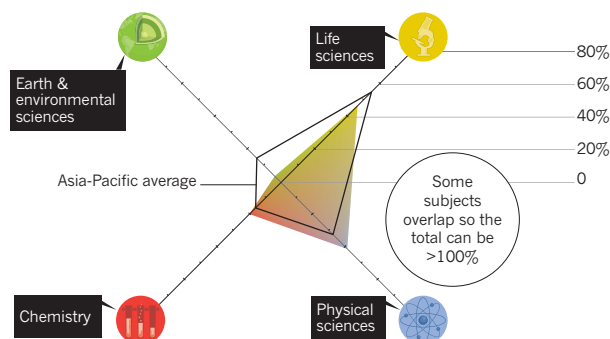 Life
sciences
80%
Earth &
environmental
sciences
60%
40%
20%
Asia-Pacific average
0
Some
subjects
overlap so the
total can be
>100%
Chemistry
Physical
sciences